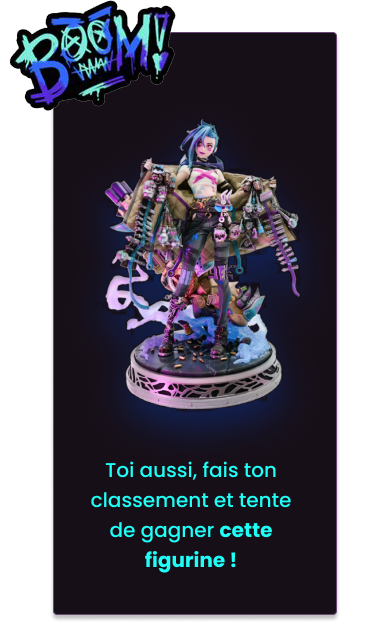 BOOM!
Toi aussi, fais ton
classement et tente
de gagner cette
figurine !